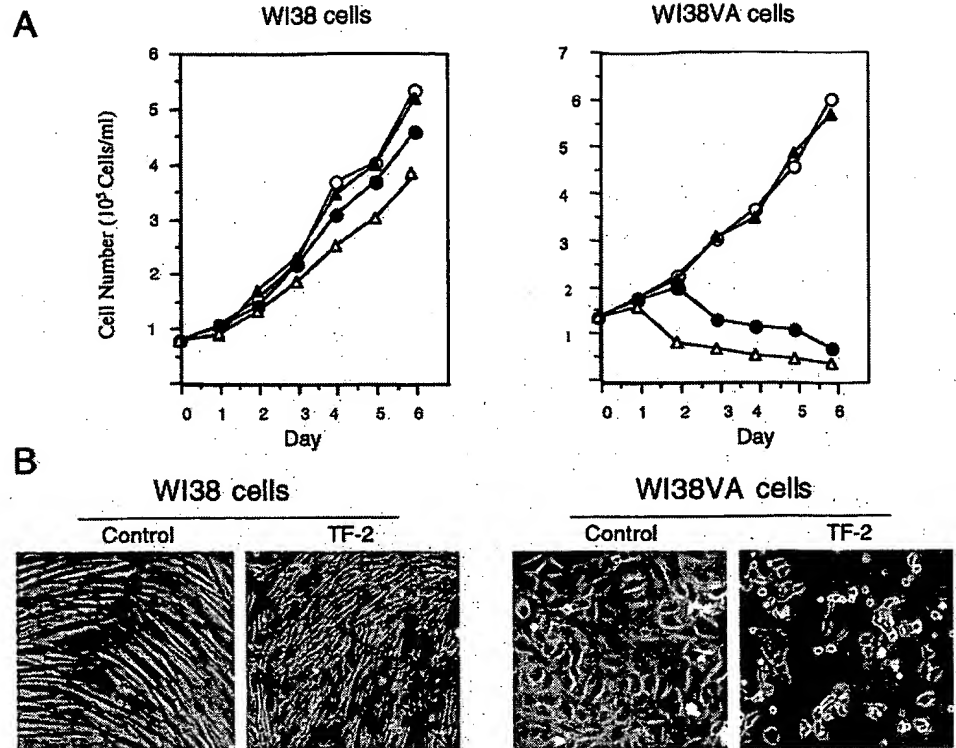 A
WI38 cells
WI38VA cells
Cell Number (10⁵ Cells/ml)
6
5
4
3
2
1
0 1 2 3 4 5 6
Day
7
6
5
4
3
2
1
0 1 2 3 4 5 6
Day
B
WI38 cells
WI38VA cells
Control
TF-2
Control
TF-2